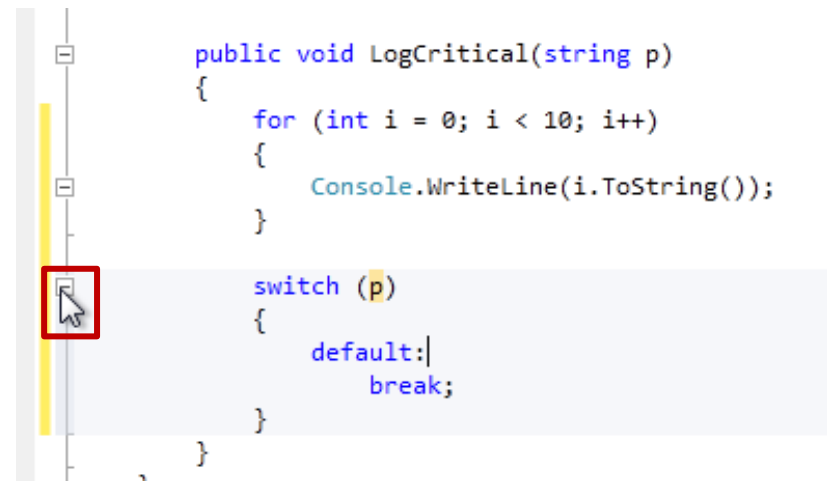 public void LogCritical(string p)
{
for (int i = 0; i < 10; i++)
{
Console.WriteLine(i.ToString());
}
switch (p)
{
default:
break;
}
}